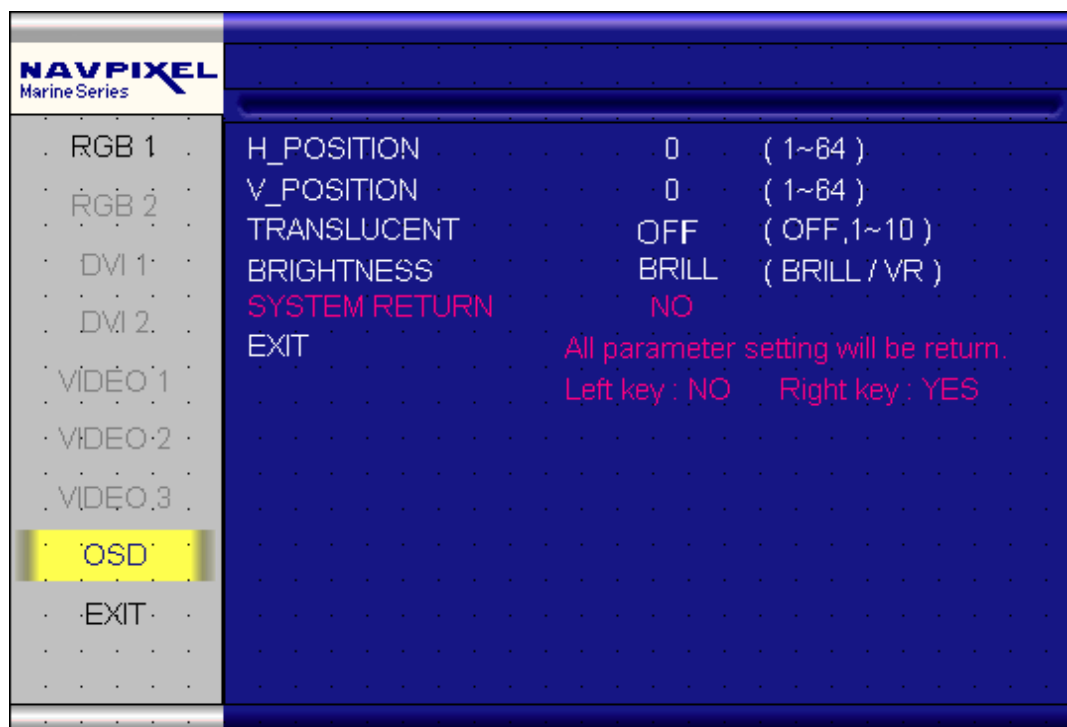 NAVPIXEL
Marine Series
RGB 1
RGB 2
DVI 1
DVI 2
VIDEO 1
VIDEO 2
VIDEO 3
OSD
EXIT
H_POSITION 0 ( 1~64 )
V_POSITION 0 ( 1~64 )
TRANSLUCENT OFF ( OFF,1~10 )
BRIGHTNESS BRILL ( BRILL / VR )
SYSTEM RETURN NO
EXIT All parameter setting will be return.
Left key : NO Right key : YES